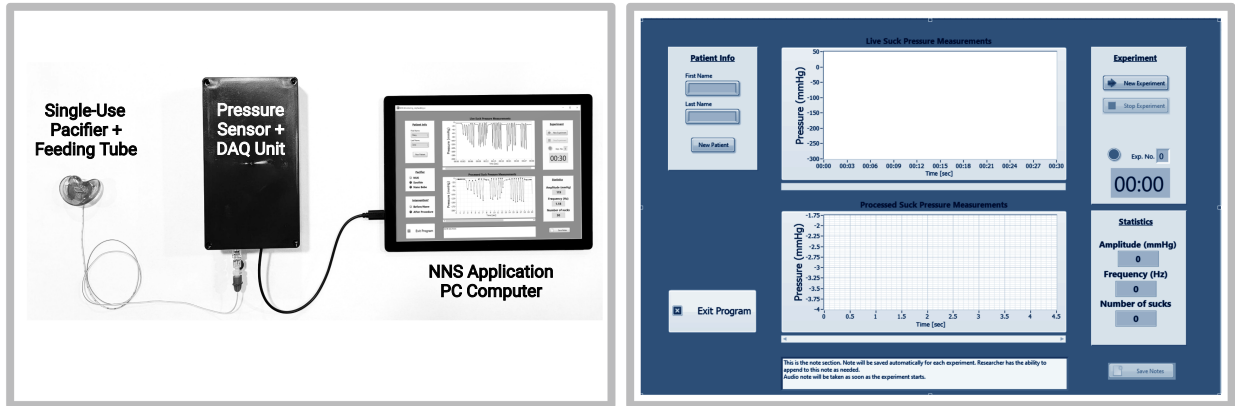 Single-Use
Pacifier +
Feeding Tube
Pressure
Sensor +
DAQ Unit
NNS Application
PC Computer
Exit Program
00:30
Patient Info
First Name
Last Name
New Patient
Exit Program
Live Suck Pressure Measurements
Pressure (mmHg)
50
0
-50
-100
-150
-200
-250
-300
00:00 00:03 00:06 00:09 00:12 00:15 00:18 00:21 00:24 00:27 00:30
Time [sec]
Processed Suck Pressure Measurements
Pressure (mmHg)
-1.75
-2
-2.25
-2.5
-2.75
-3
-3.25
-3.5
-3.75
-4
0 0.5 1 1.5 2 2.5 3 3.5 4 4.5
Time [sec]
This is the note section. Note will be saved automatically for each experiment. Researcher has the ability to
append to this note as needed.
Audio note will be taken as soon as the experiment starts.
Experiment
New Experiment
Stop Experiment
Exp. No. 0
00:00
Statistics
Amplitude (mmHg)
0
Frequency (Hz)
0
Number of sucks
0
Save Notes